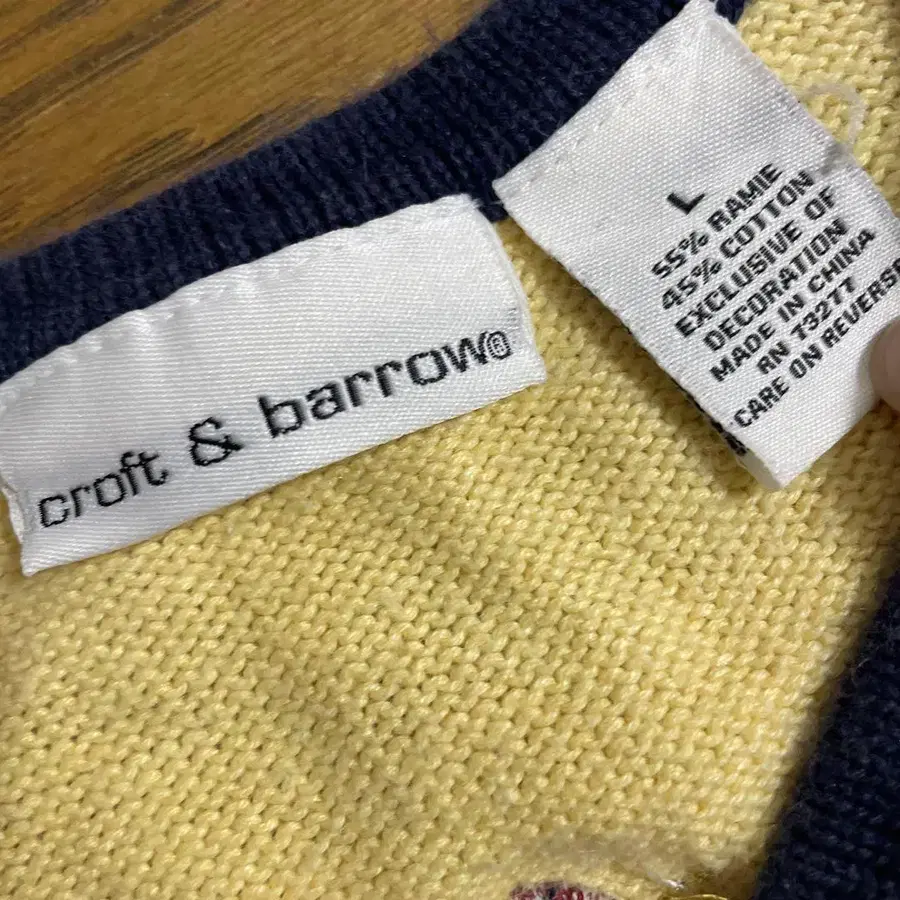 croft & barrow®
L
55% RAMIE
45% COTTON
EXCLUSIVE OF
DECORATION
MADE IN CHINA
RN 73277
CARE ON REVERSE